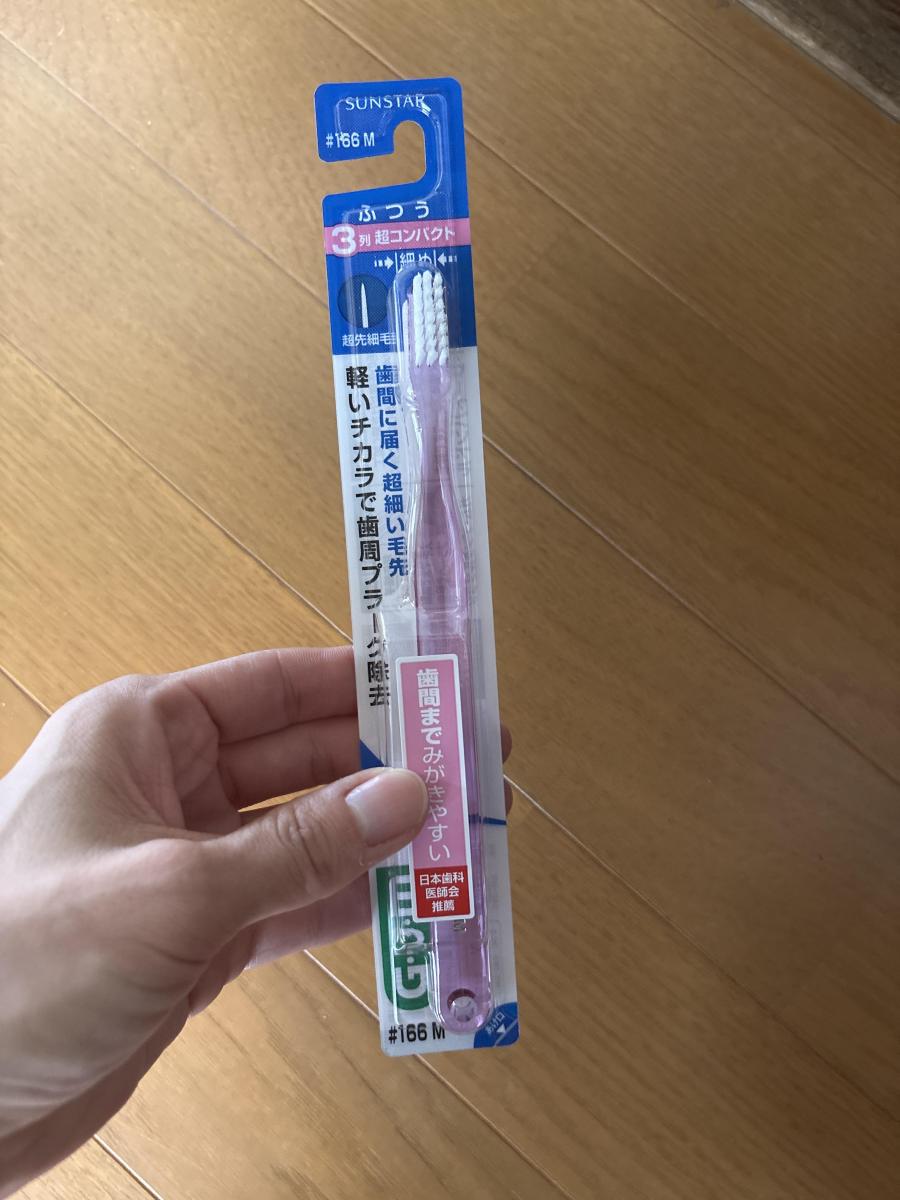 SUNSTAR
#166 M
ふつう
3列 超コンパクト
細め
超先細毛
歯間に届く超細い毛先
軽いチカラで歯周プラーク除去
歯間までみがきやすい
日本歯科
医師会
推薦
#166 M
あけ口